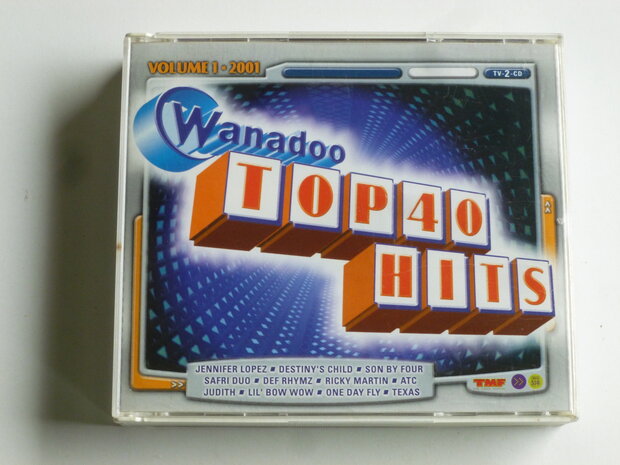 VOLUME 1 • 2001
TV-2-CD
Wanadoo
TOP 40
HITS
JENNIFER LOPEZ ▪ DESTINY'S CHILD ▪ SON BY FOUR
SAFRI DUO ▪ DEF RHYMZ ▪ RICKY MARTIN ▪ ATC
JUDITH ▪ LIL' BOW WOW ▪ ONE DAY FLY ▪ TEXAS
TMF